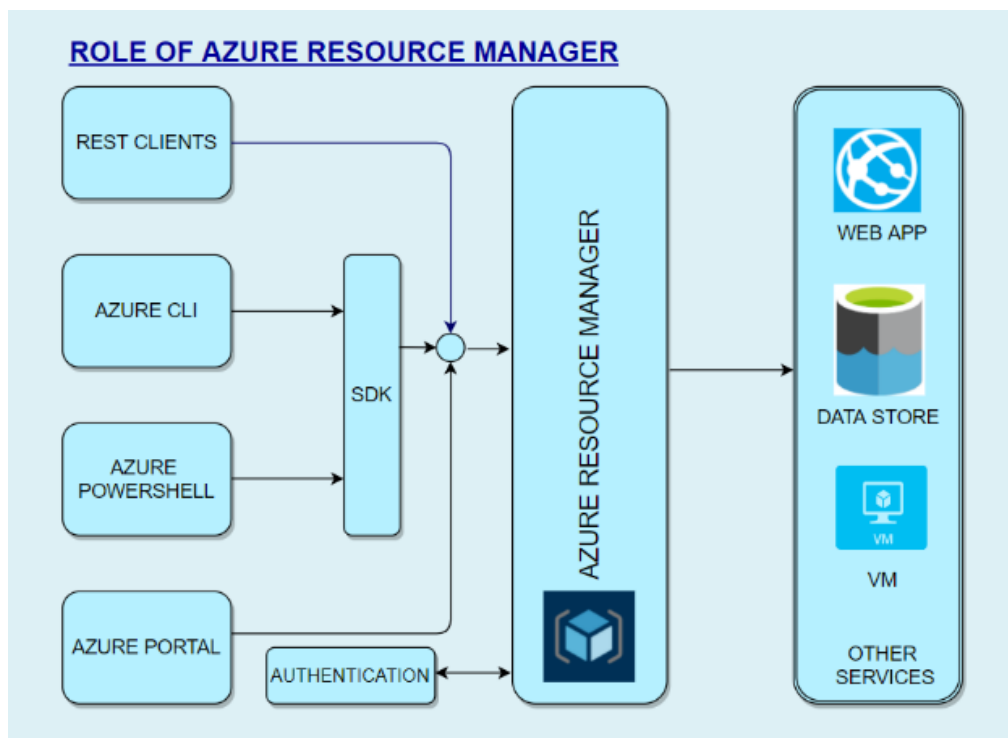 ROLE OF AZURE RESOURCE MANAGER
REST CLIENTS
AZURE CLI
AZURE
POWERSHELL
AZURE PORTAL
SDK
AUTHENTICATION
AZURE RESOURCE MANAGER
WEB APP
DATA STORE
VM
VM
OTHER
SERVICES